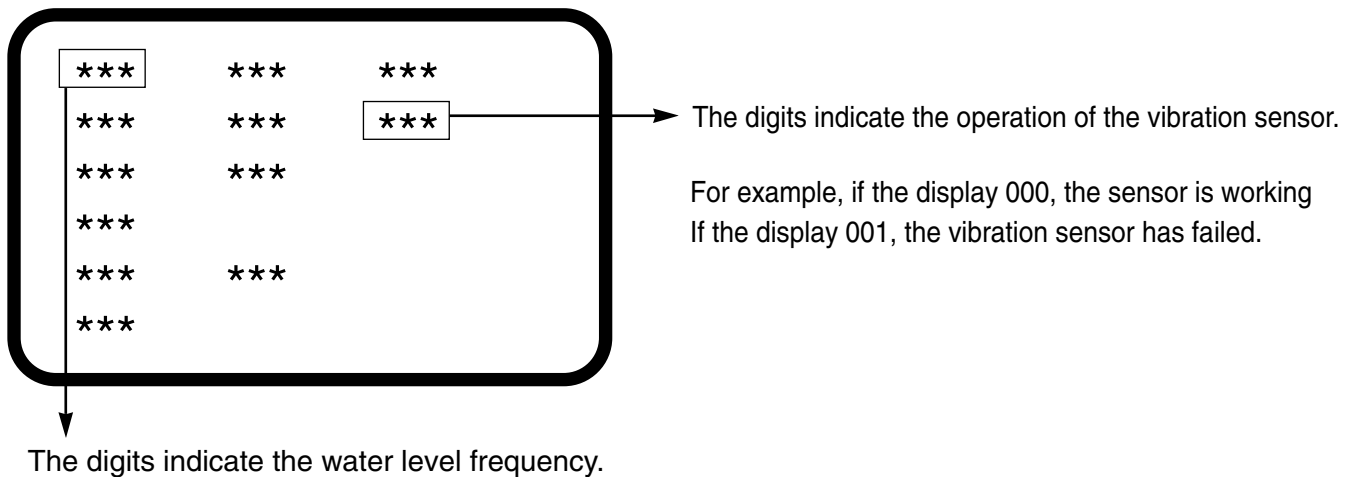 *** *** ***
*** *** ***
The digits indicate the operation of the vibration sensor.
*** ***
For example, if the display 000, the sensor is working
***
If the display 001, the vibration sensor has failed.
*** ***
***
The digits indicate the water level frequency.